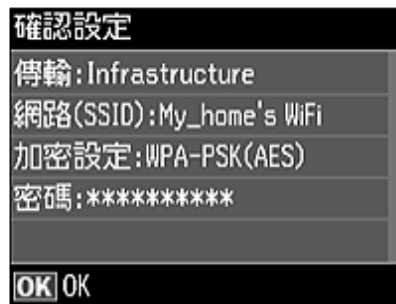 確認設定
傳輸:Infrastructure
網路(SSID):My_home's WiFi
加密設定:WPA-PSK(AES)
密碼:**********
OK OK